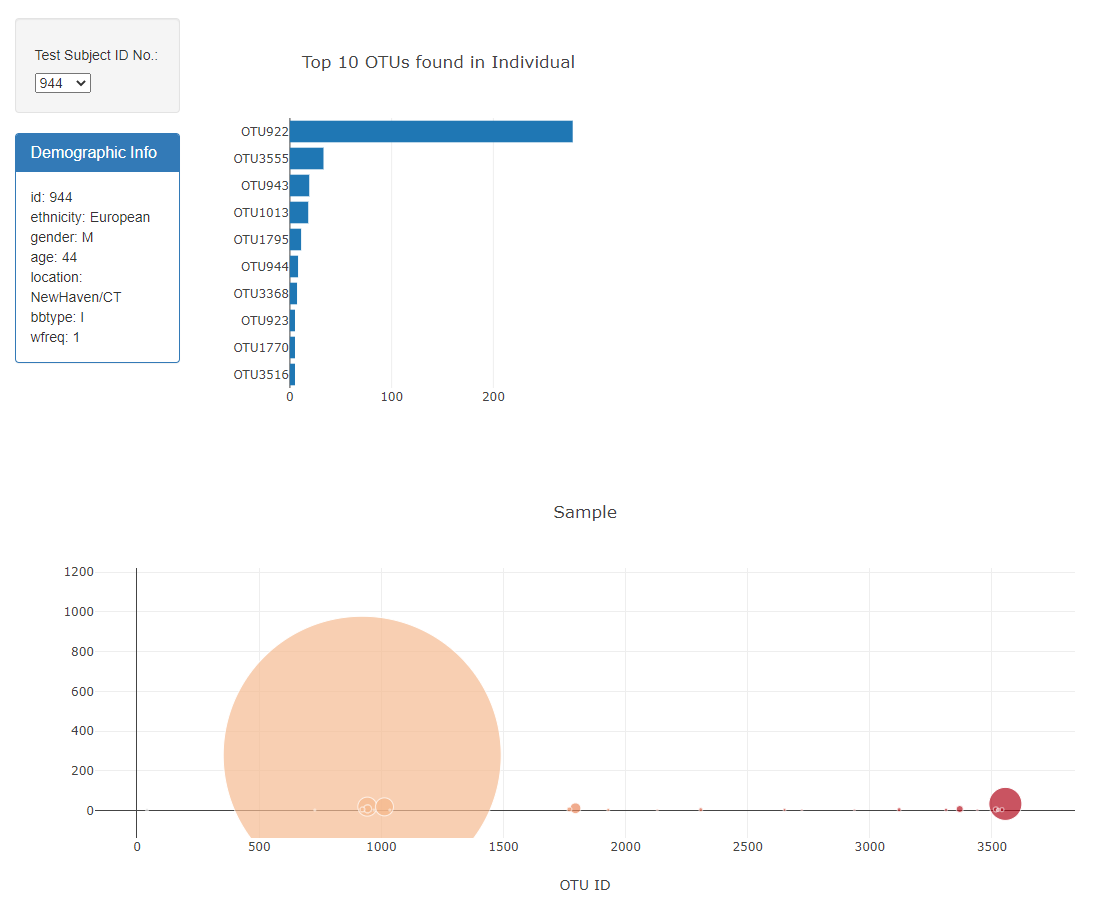 Test Subject ID No.:
944
Demographic Info
id: 944
ethnicity: European
gender: M
age: 44
location:
NewHaven/CT
bbtype: I
wfreq: 1
Top 10 OTUs found in Individual
OTU922
OTU3555
OTU943
OTU1013
OTU1795
OTU944
OTU3368
OTU923
OTU1770
OTU3516
0 100 200
Sample
1200
1000
800
600
400
200
0
0 500 1000 1500 2000 2500 3000 3500
OTU ID